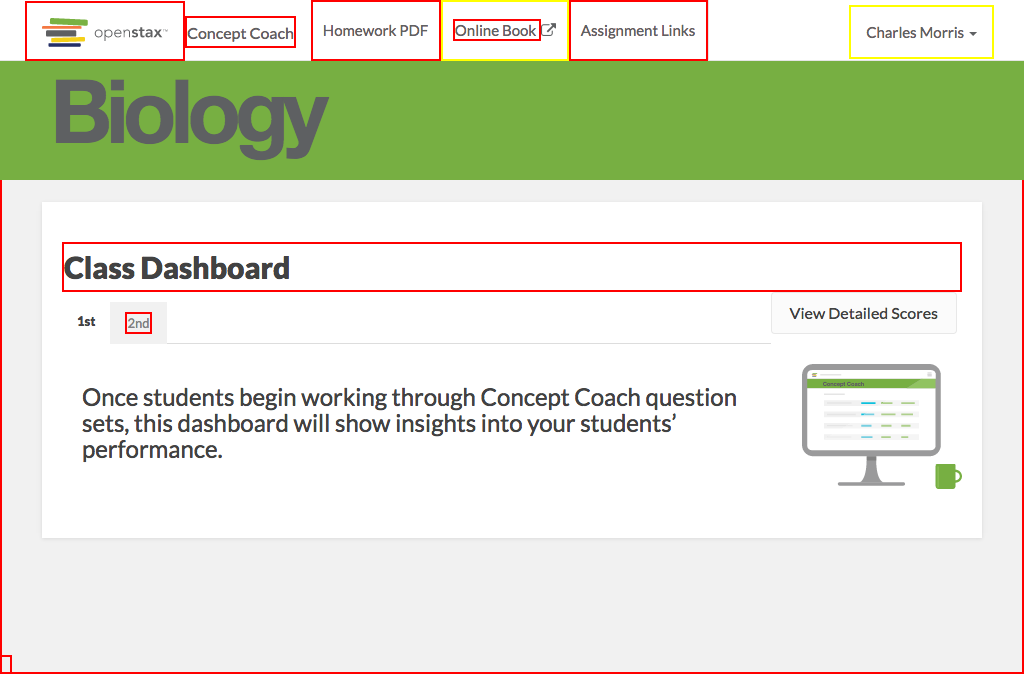 openstax™ Concept Coach Homework PDF Online Book Assignment Links Charles Morris
Biology
Class Dashboard
1st 2nd View Detailed Scores
Once students begin working through Concept Coach question
sets, this dashboard will show insights into your students’
performance.
Concept Coach